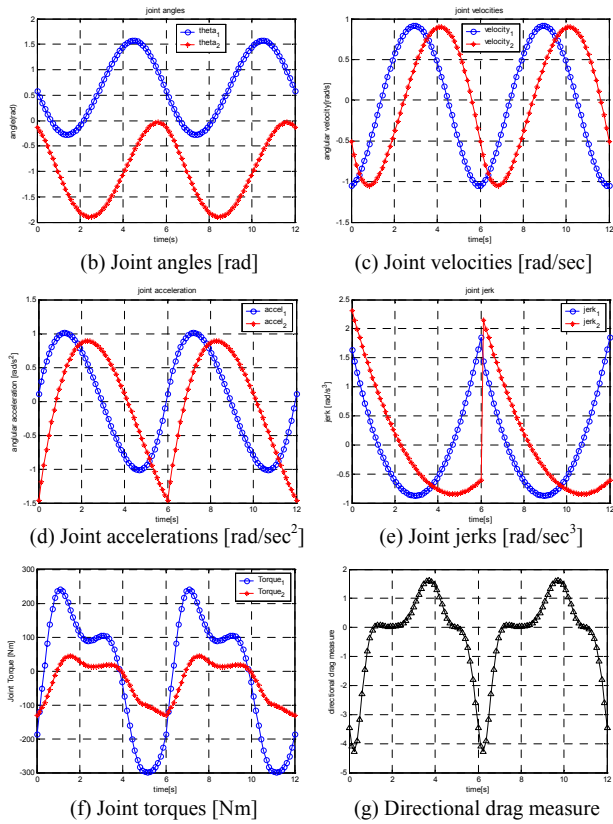 joint angles
joint velocities
theta1
theta2
velocity1
velocity2
angle(rad)
angular velocity[rad/s]
2
1.5
1
0.5
0
-0.5
-1
-1.5
-2
1
0.5
0
-0.5
-1
1.5
0 2 4 6 8 10 12
0 2 4 6 8 10 12
time(s)
time[s]
(b) Joint angles [rad]
(c) Joint velocities [rad/sec]
joint acceleration
joint jerk
accel1
accel2
jerk1
jerk2
angular acceleration [rad/s²]
jerk [rad/s³]
1.5
1
0.5
0
-0.5
-1
-1.5
2.5
2
1.5
1
0.5
0
-0.5
-1
0 2 4 6 8 10 12
0 2 4 6 8 10 12
time[s]
time[s]
(d) Joint accelerations [rad/sec²]
(e) Joint jerks [rad/sec³]
Torque1
Torque2
Joint Torque [Nm]
directional drag measure
300
200
100
0
-100
-200
-300
2
1
0
-1
-2
-3
-4
-5
0 2 4 6 8 10 12
0 2 4 6 8 10 12
time[s]
time[s]
(f) Joint torques [Nm]
(g) Directional drag measure